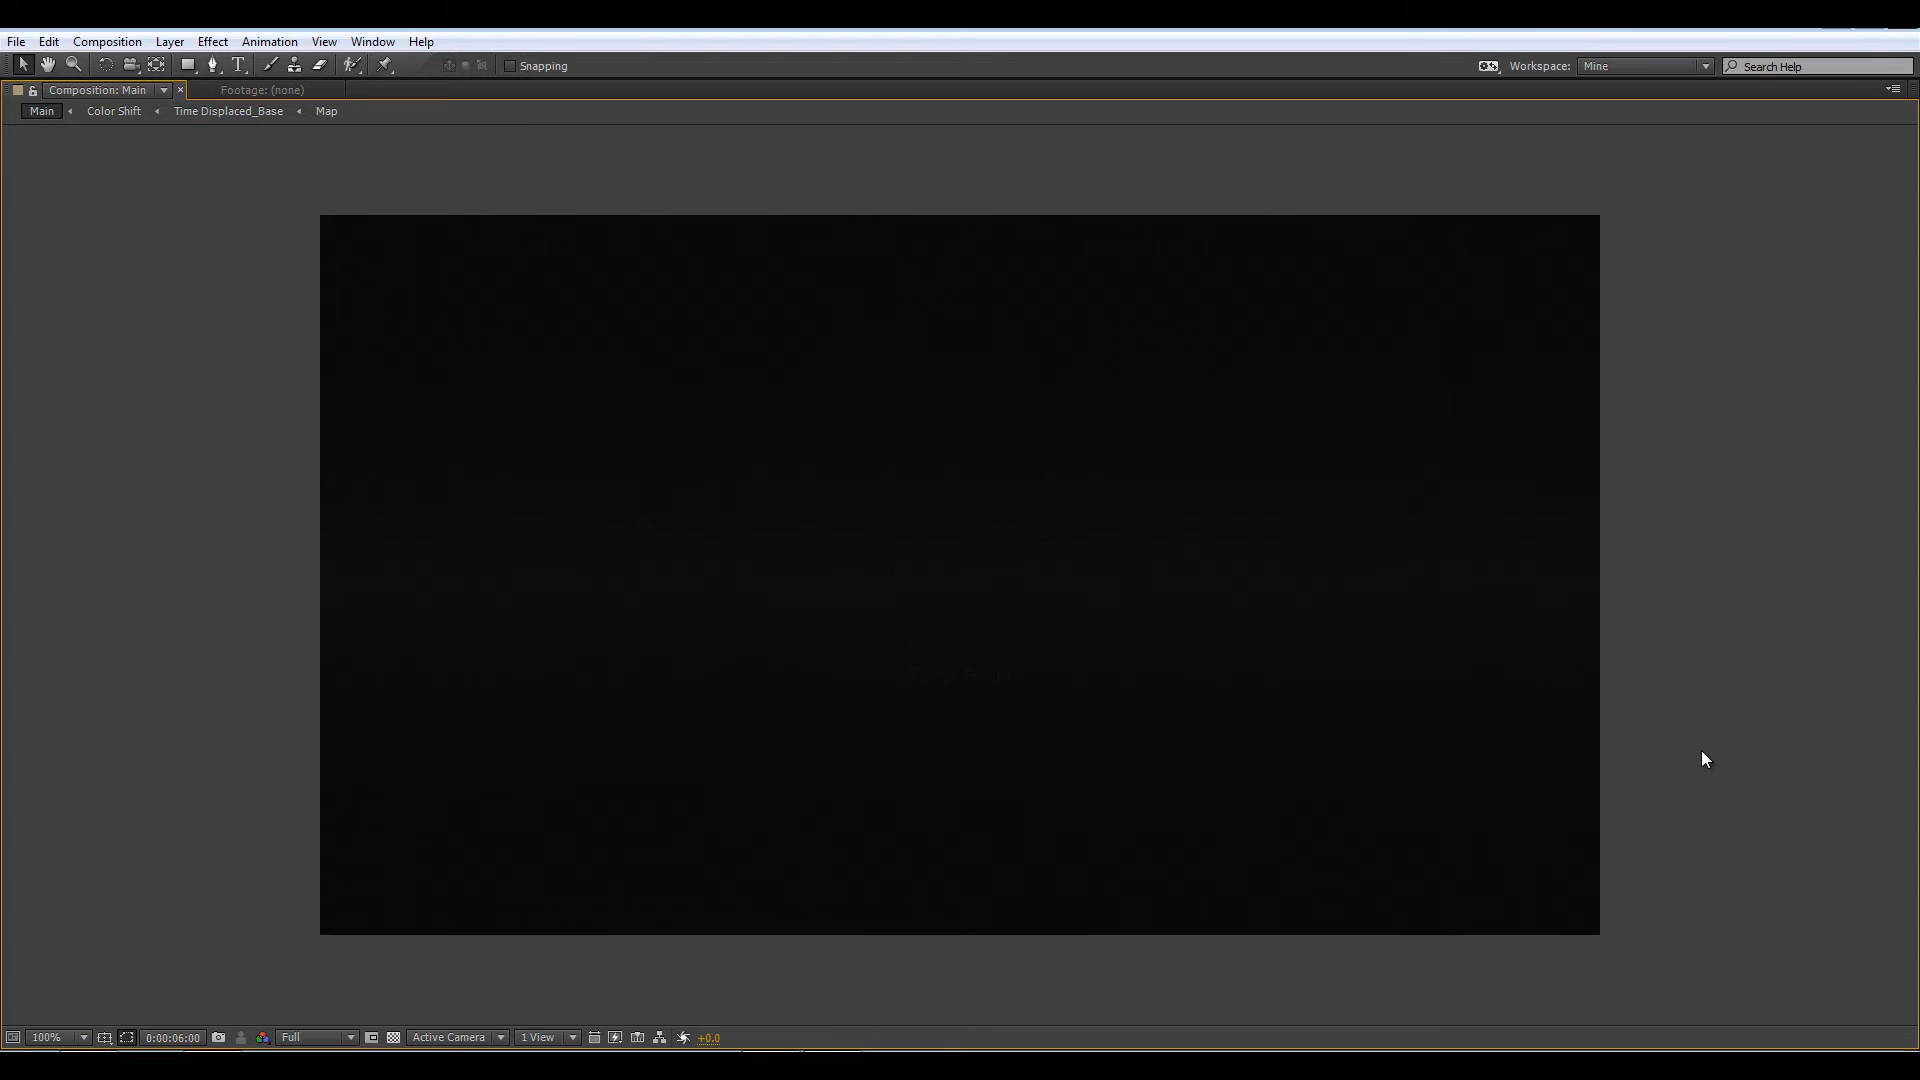 File Edit Composition Layer Effect Animation View Window Help
Snapping Workspace: Mine Search Help
Composition: Main Footage: (none)
Main Color Shift Time Displaced_Base Map
100% 0:00:06:00 Full Active Camera 1 View +0.0